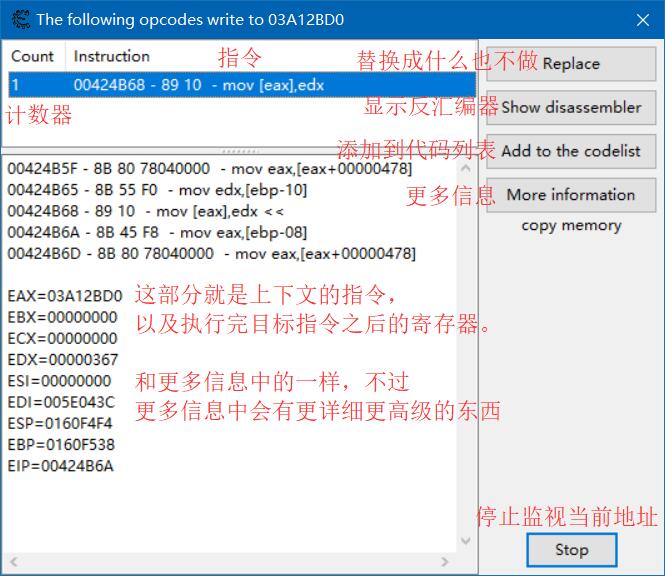 The following opcodes write to 03A12BD0
Count Instruction 指令
1 00424B68 - 89 10 - mov [eax],edx
计数器
替换成什么也不做 Replace
显示反汇编器 Show disassembler
添加到代码列表 Add to the codelist
更多信息 More information
copy memory
00424B5F - 8B 80 78040000 - mov eax,[eax+00000478]
00424B65 - 8B 55 F0 - mov edx,[ebp-10]
00424B68 - 89 10 - mov [eax],edx <<
00424B6A - 8B 45 F8 - mov eax,[ebp-08]
00424B6D - 8B 80 78040000 - mov eax,[eax+00000478]
EAX=03A12BD0
EBX=00000000
ECX=00000000
EDX=00000367
ESI=00000000
EDI=005E043C
ESP=0160F4F4
EBP=0160F538
EIP=00424B6A
这部分就是上下文的指令，
以及执行完目标指令之后的寄存器。
和更多信息中的一样，不过
更多信息中会有更详细更高级的东西
停止监视当前地址
Stop